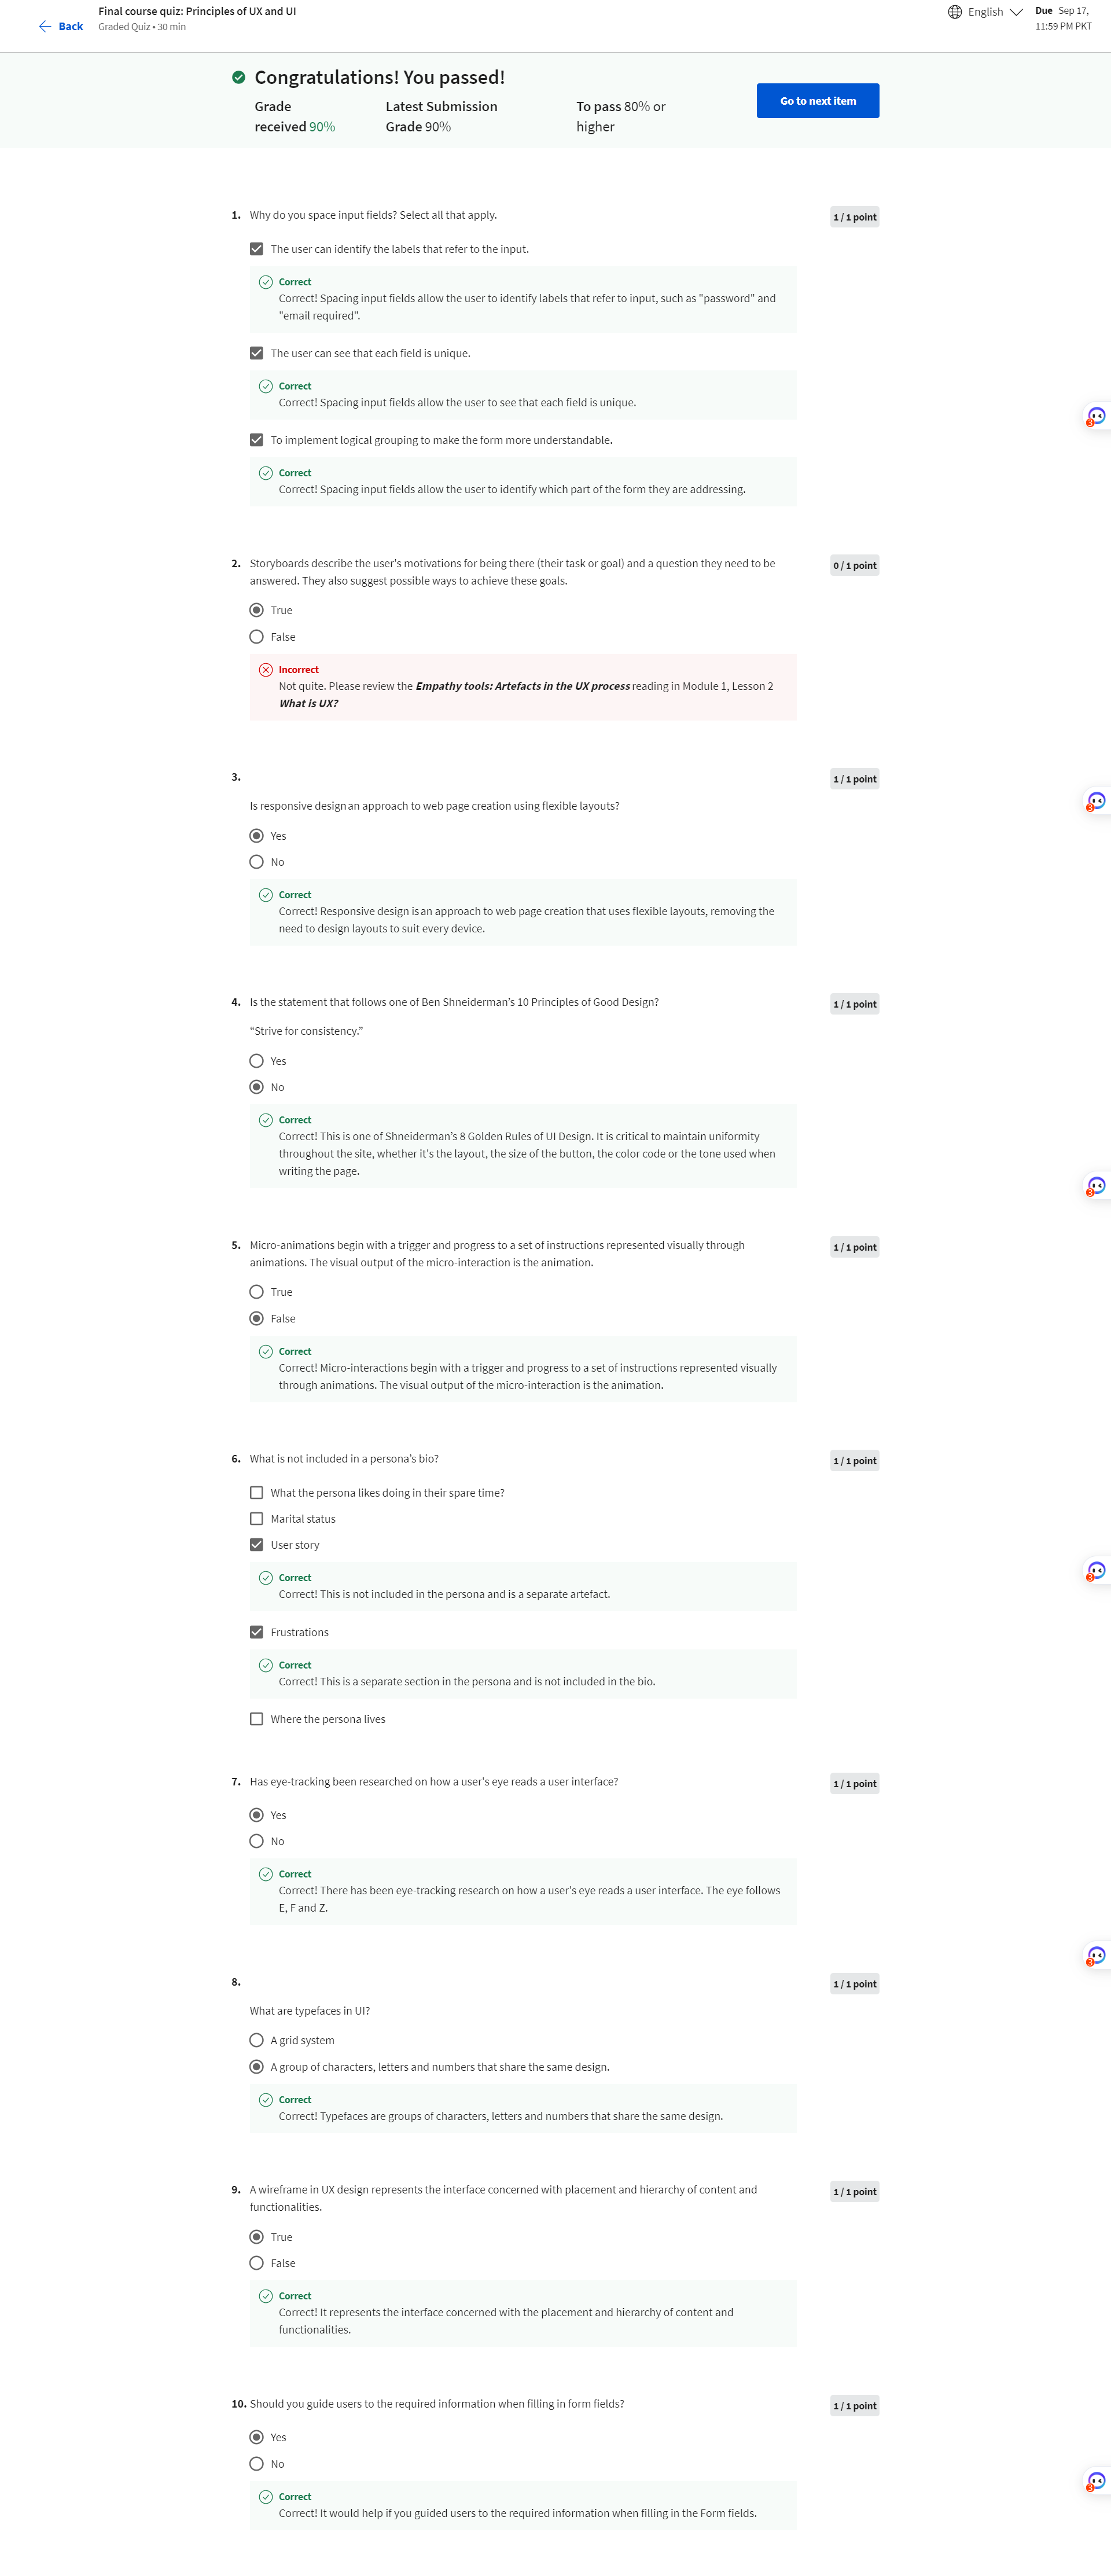 Back
Final course quiz: Principles of UX and UI
Graded Quiz • 30 min
English
Due Sep 17,
11:59 PM PKT
Congratulations! You passed!
Grade
received 90%
Latest Submission
Grade 90%
To pass 80% or
higher
Go to next item
1. Why do you space input fields? Select all that apply.
1 / 1 point
The user can identify the labels that refer to the input.
Correct
Correct! Spacing input fields allow the user to identify labels that refer to input, such as "password" and
"email required".
The user can see that each field is unique.
Correct
Correct! Spacing input fields allow the user to see that each field is unique.
To implement logical grouping to make the form more understandable.
Correct
Correct! Spacing input fields allow the user to identify which part of the form they are addressing.
2. Storyboards describe the user's motivations for being there (their task or goal) and a question they need to be
answered. They also suggest possible ways to achieve these goals.
0 / 1 point
True
False
Incorrect
Not quite. Please review the Empathy tools: Artefacts in the UX process reading in Module 1, Lesson 2
What is UX?
3.
1 / 1 point
Is responsive design an approach to web page creation using flexible layouts?
Yes
No
Correct
Correct! Responsive design is an approach to web page creation that uses flexible layouts, removing the
need to design layouts to suit every device.
4. Is the statement that follows one of Ben Shneiderman’s 10 Principles of Good Design?
1 / 1 point
“Strive for consistency.”
Yes
No
Correct
Correct! This is one of Shneiderman’s 8 Golden Rules of UI Design. It is critical to maintain uniformity
throughout the site, whether it's the layout, the size of the button, the color code or the tone used when
writing the page.
5. Micro-animations begin with a trigger and progress to a set of instructions represented visually through
animations. The visual output of the micro-interaction is the animation.
1 / 1 point
True
False
Correct
Correct! Micro-interactions begin with a trigger and progress to a set of instructions represented visually
through animations. The visual output of the micro-interaction is the animation.
6. What is not included in a persona’s bio?
1 / 1 point
What the persona likes doing in their spare time?
Marital status
User story
Correct
Correct! This is not included in the persona and is a separate artefact.
Frustrations
Correct
Correct! This is a separate section in the persona and is not included in the bio.
Where the persona lives
7. Has eye-tracking been researched on how a user's eye reads a user interface?
1 / 1 point
Yes
No
Correct
Correct! There has been eye-tracking research on how a user's eye reads a user interface. The eye follows
E, F and Z.
8.
1 / 1 point
What are typefaces in UI?
A grid system
A group of characters, letters and numbers that share the same design.
Correct
Correct! Typefaces are groups of characters, letters and numbers that share the same design.
9. A wireframe in UX design represents the interface concerned with placement and hierarchy of content and
functionalities.
1 / 1 point
True
False
Correct
Correct! It represents the interface concerned with the placement and hierarchy of content and
functionalities.
10. Should you guide users to the required information when filling in form fields?
1 / 1 point
Yes
No
Correct
Correct! It would help if you guided users to the required information when filling in the Form fields.
3
3
3
3
3
3